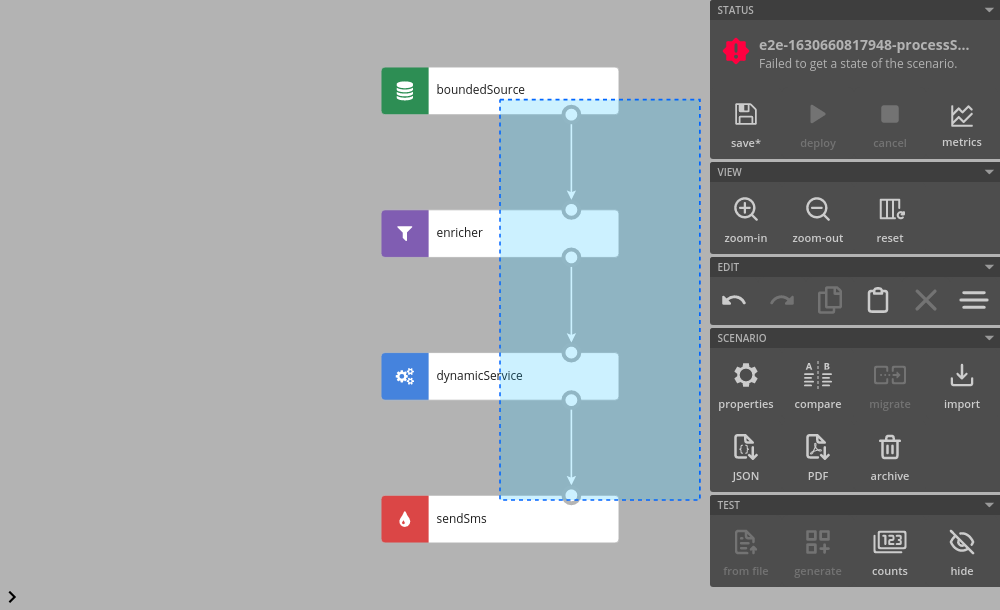 boundedSource
enricher
dynamicService
sendSms
STATUS
e2e-1630660817948-processS...
Failed to get a state of the scenario.
save* deploy cancel metrics
VIEW
zoom-in zoom-out reset
EDIT
SCENARIO
A B
properties compare migrate import
{}
JSON PDF archive
TEST
123
from file generate counts hide